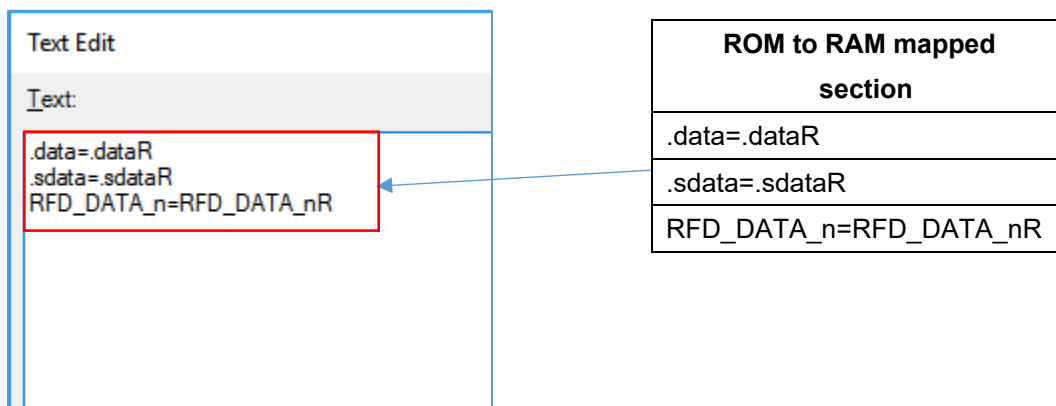 Text Edit
Text:
.data=.dataR
.sdata=.sdataR
RFD_DATA_n=RFD_DATA_nR
ROM to RAM mapped
section
.data=.dataR
.sdata=.sdataR
RFD_DATA_n=RFD_DATA_nR